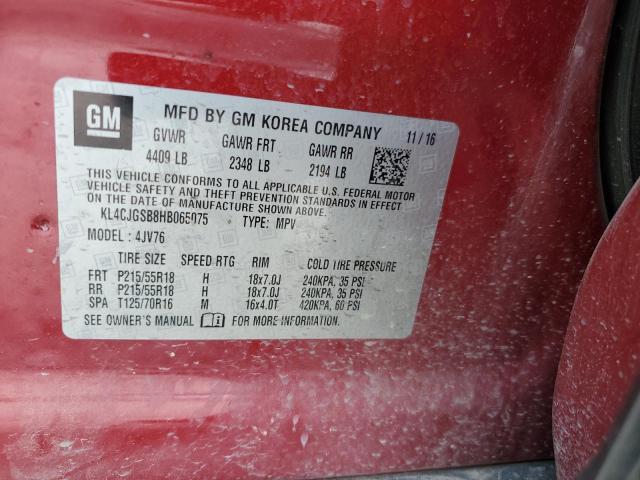 GM
MFD BY GM KOREA COMPANY 11/16
GVWR GAWR FRT GAWR RR
4409 LB 2348 LB 2194 LB
THIS VEHICLE CONFORMS TO ALL APPLICABLE U.S. FEDERAL MOTOR
VEHICLE SAFETY AND THEFT PREVENTION STANDARDS IN EFFECT
ON THE DATE OF MANUFACTURE SHOWN ABOVE.
KL4CJGSB8HB065075 TYPE: MPV
MODEL: 4JV76
TIRE SIZE SPEED RTG RIM COLD TIRE PRESSURE
FRT P215/55R18 H 18x7.0J 240KPA, 35 PSI
RR P215/55R18 H 18x7.0J 240KPA, 35 PSI
SPA T125/70R16 M 16x4.0T 420KPA, 60 PSI
SEE OWNER'S MANUAL FOR MORE INFORMATION.